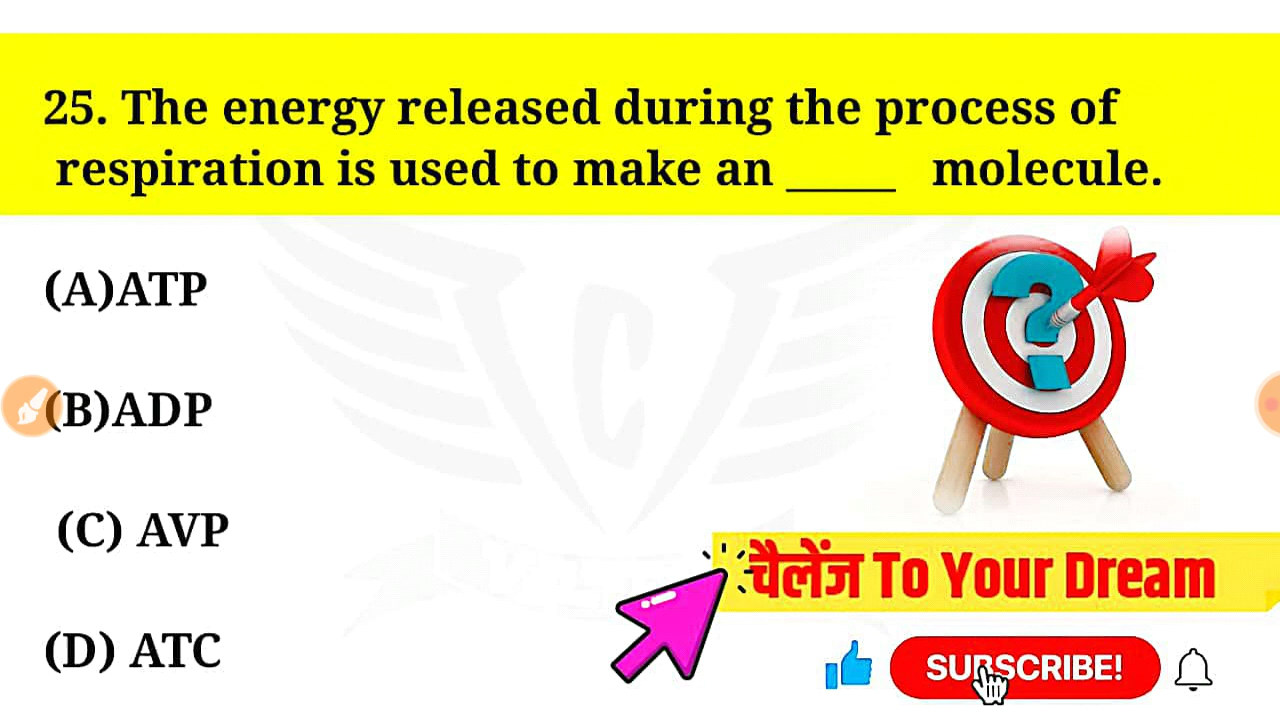 25. The energy released during the process of
respiration is used to make an _____ molecule.
(A)ATP
(B)ADP
(C) AVP
(D) ATC
चैलेंज To Your Dream
SUBSCRIBE!